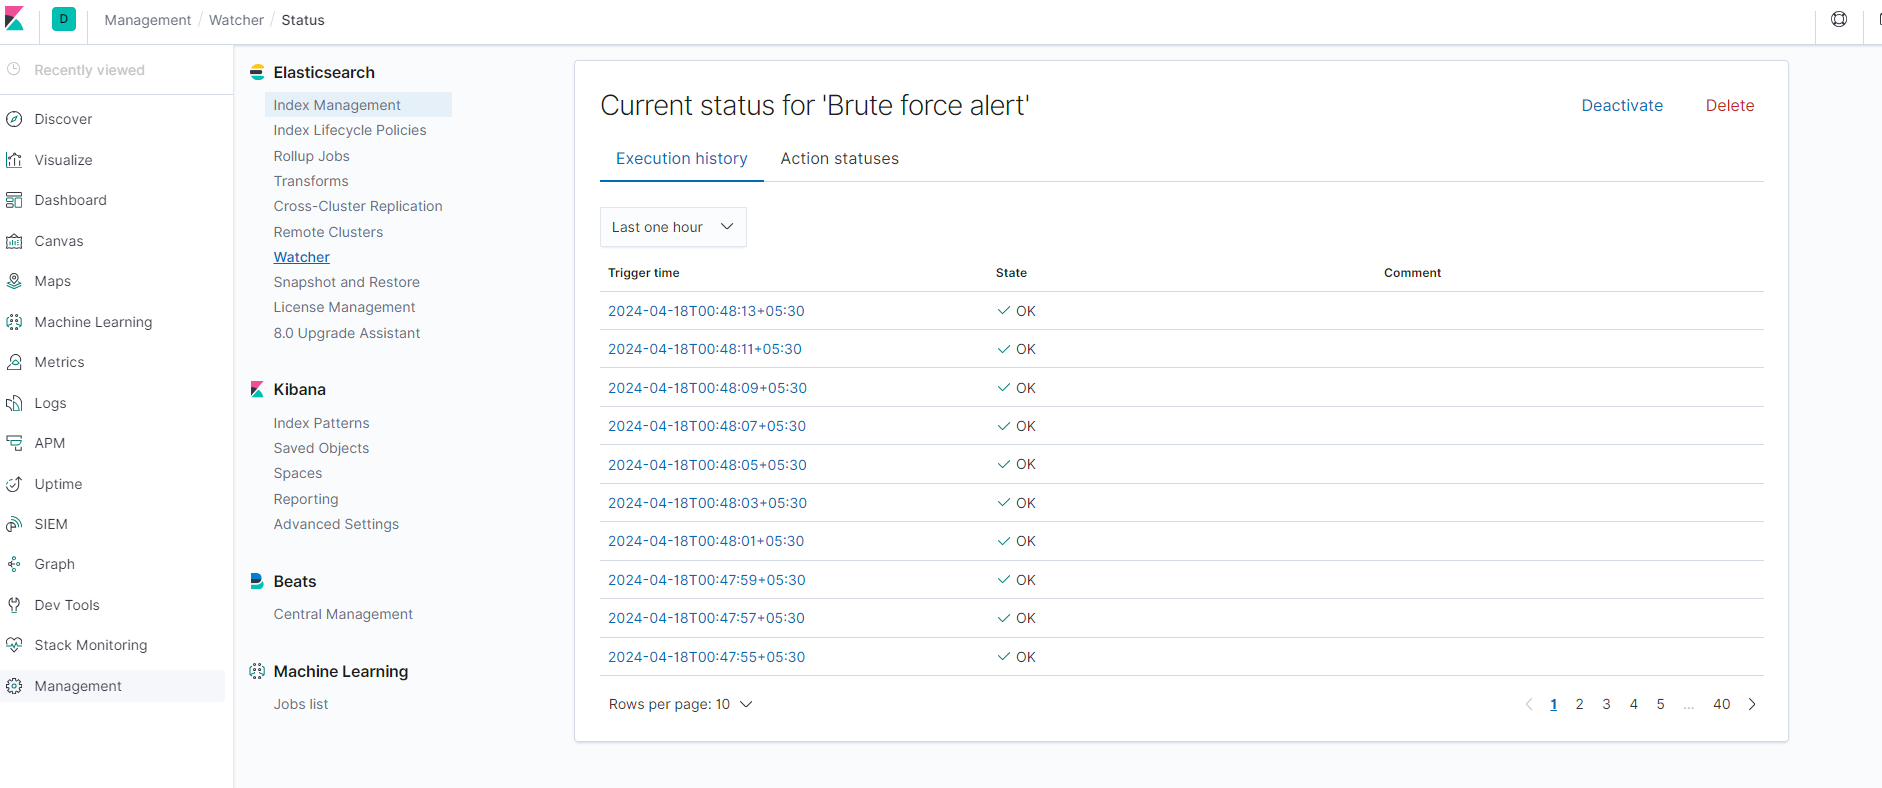 D Management / Watcher / Status
Recently viewed
Discover
Visualize
Dashboard
Canvas
Maps
Machine Learning
Metrics
Logs
APM
Uptime
SIEM
Graph
Dev Tools
Stack Monitoring
Management
Elasticsearch
Index Management
Index Lifecycle Policies
Rollup Jobs
Transforms
Cross-Cluster Replication
Remote Clusters
Watcher
Snapshot and Restore
License Management
8.0 Upgrade Assistant
Kibana
Index Patterns
Saved Objects
Spaces
Reporting
Advanced Settings
Beats
Central Management
Machine Learning
Jobs list
Current status for 'Brute force alert' Deactivate Delete
Execution history Action statuses
Last one hour
Trigger time State Comment
2024-04-18T00:48:13+05:30 OK
2024-04-18T00:48:11+05:30 OK
2024-04-18T00:48:09+05:30 OK
2024-04-18T00:48:07+05:30 OK
2024-04-18T00:48:05+05:30 OK
2024-04-18T00:48:03+05:30 OK
2024-04-18T00:48:01+05:30 OK
2024-04-18T00:47:59+05:30 OK
2024-04-18T00:47:57+05:30 OK
2024-04-18T00:47:55+05:30 OK
Rows per page: 10 1 2 3 4 5 ... 40